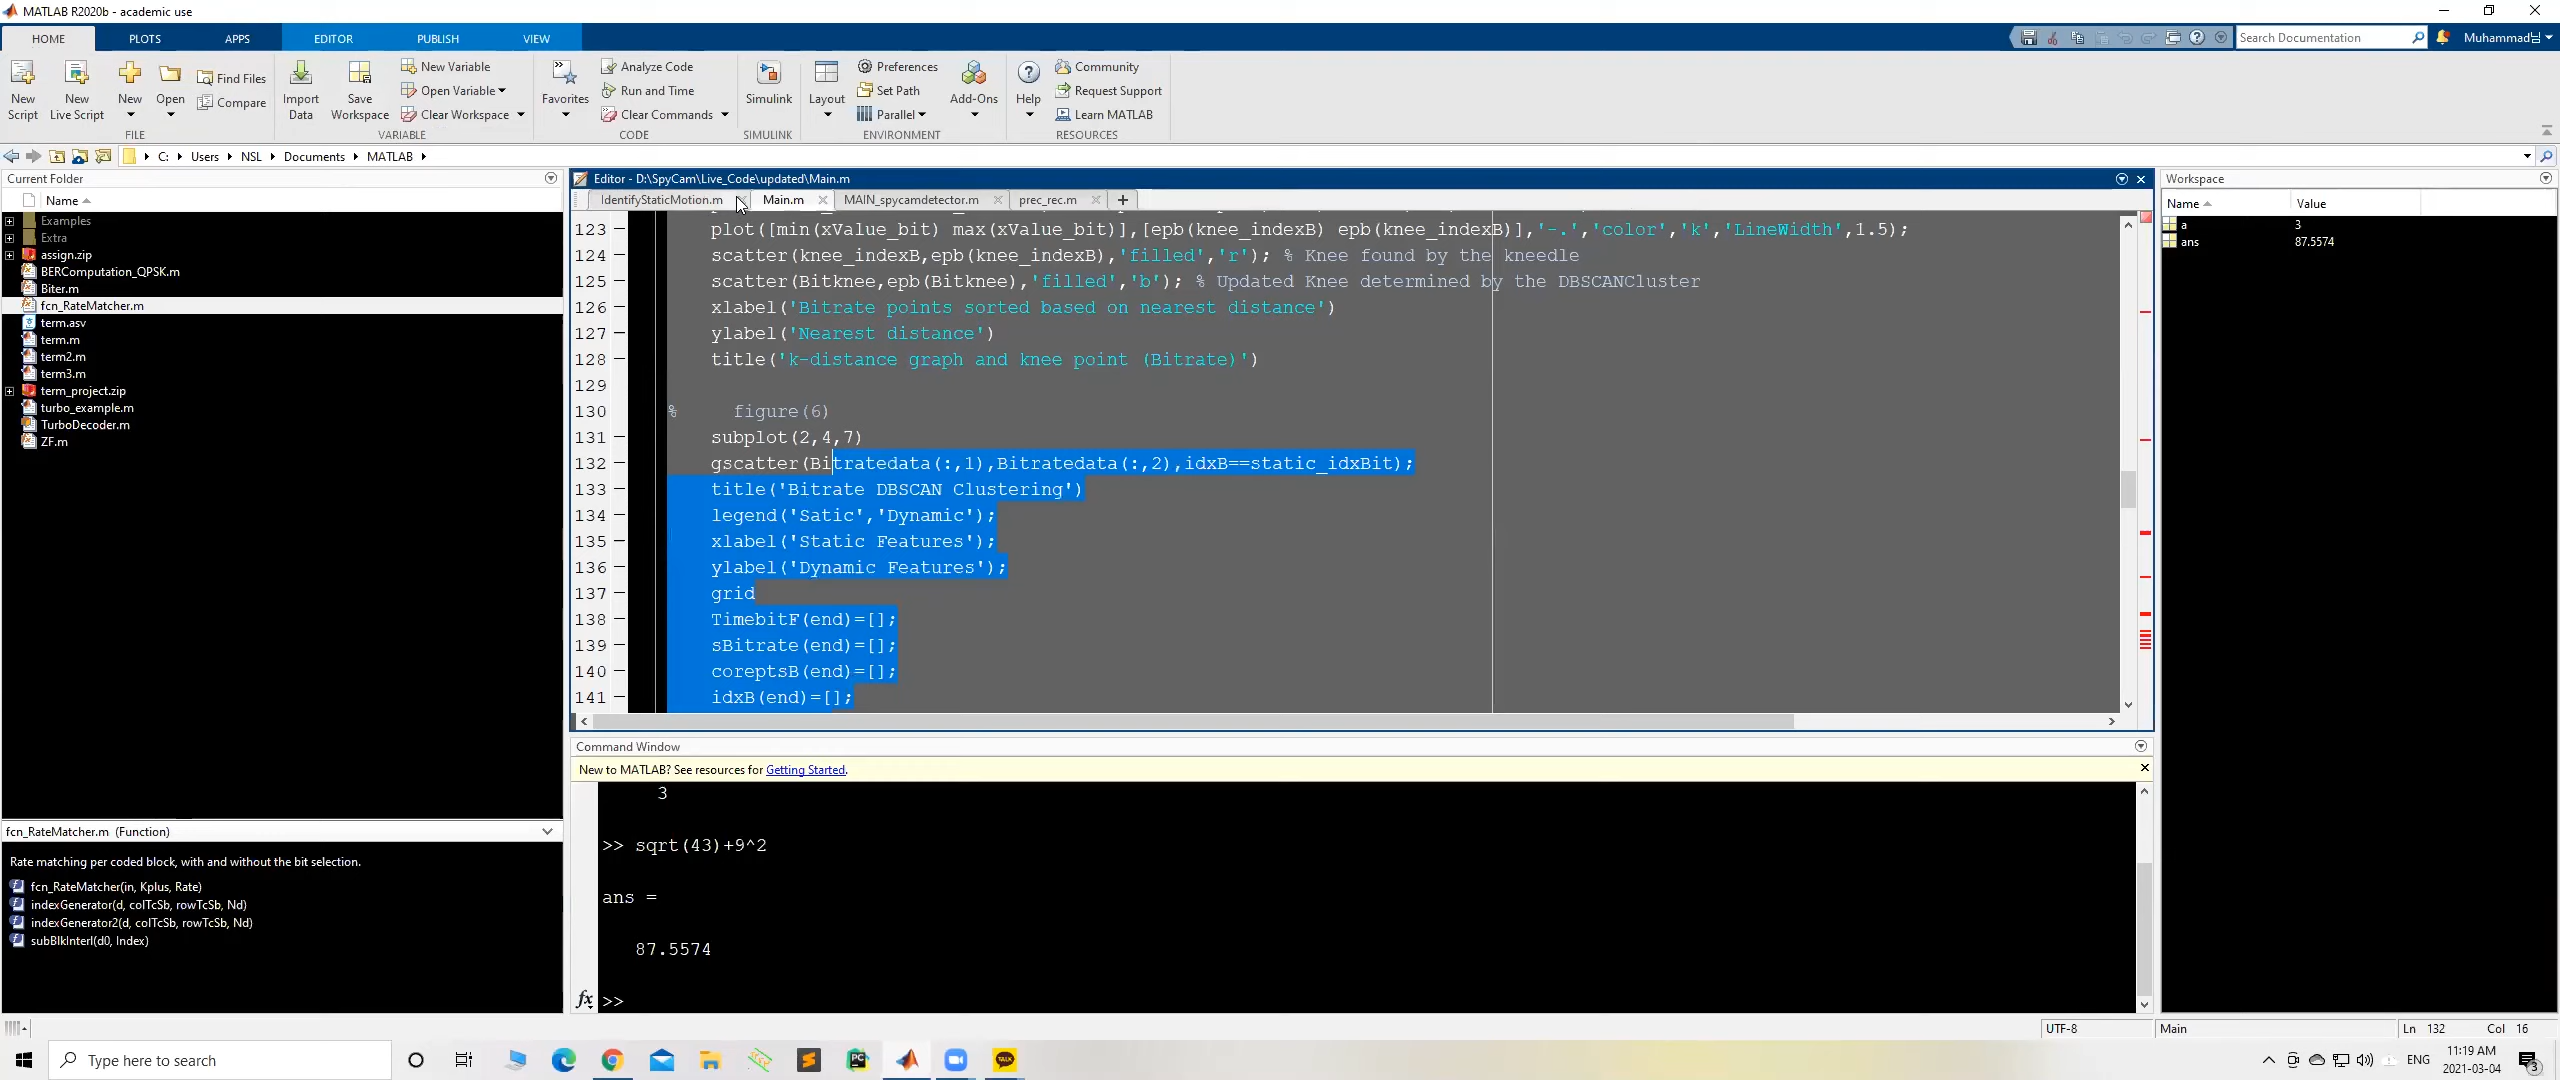 MATLAB R2020b - academic use
HOME PLOTS APPS EDITOR PUBLISH VIEW Search Documentation Muhammad
New Script
New Live Script
New
Open
Find Files
Compare
Import Data
Save Workspace
New Variable
Open Variable
Clear Workspace
Favorites
Analyze Code
Run and Time
Clear Commands
Simulink
Layout
Preferences
Set Path
Parallel
Add-Ons
Help
Community
Request Support
Learn MATLAB
FILE VARIABLE CODE SIMULINK ENVIRONMENT RESOURCES
C: Users NSL Documents MATLAB
Current Folder
Name
Examples
Extra
assign.zip
BERComputation_QPSK.m
Biter.m
fcn_RateMatcher.m
term.asv
term.m
term2.m
term3.m
term_project.zip
turbo_example.m
TurboDecoder.m
ZF.m
fcn_RateMatcher.m (Function)
Rate matching per coded block, with and without the bit selection.
fcn_RateMatcher(in, Kplus, Rate)
indexGenerator(d, colTcSb, rowTcSb, Nd)
indexGenerator2(d, colTcSb, rowTcSb, Nd)
subBlkInterl(d0, Index)
Editor - D:\SpyCam\Live_Code\updated\Main.m
IdentifyStaticMotion.m Main.m MAIN_spycamdetector.m prec_rec.m
123 plot([min(xValue_bit) max(xValue_bit)],[epb(knee_indexB) epb(knee_indexB)],'-.','color','k','LineWidth',1.5);
124 scatter(knee_indexB,epb(knee_indexB),'filled','r'); % Knee found by the kneedle
125 scatter(Bitknee,epb(Bitknee),'filled','b'); % Updated Knee determined by the DBSCANCluster
126 xlabel('Bitrate points sorted based on nearest distance')
127 ylabel('Nearest distance')
128 title('k-distance graph and knee point (Bitrate)')
129
130 % figure(6)
131 subplot(2,4,7)
132 gscatter(Bitratedata(:,1),Bitratedata(:,2),idxB==static_idxBit);
133 title('Bitrate DBSCAN Clustering')
134 legend('Satic','Dynamic');
135 xlabel('Static Features');
136 ylabel('Dynamic Features');
137 grid
138 TimebitF(end)=[];
139 sBitrate(end)=[];
140 coreptsB(end)=[];
141 idxB(end)=[];
Command Window
New to MATLAB? See resources for Getting Started.
3
>> sqrt(43)+9^2
ans =
87.5574
fx >>
Workspace
Name Value
a 3
ans 87.5574
UTF-8 Main Ln 132 Col 16
Type here to search
PC
TALK
ENG
11:19 AM
2021-03-04
3